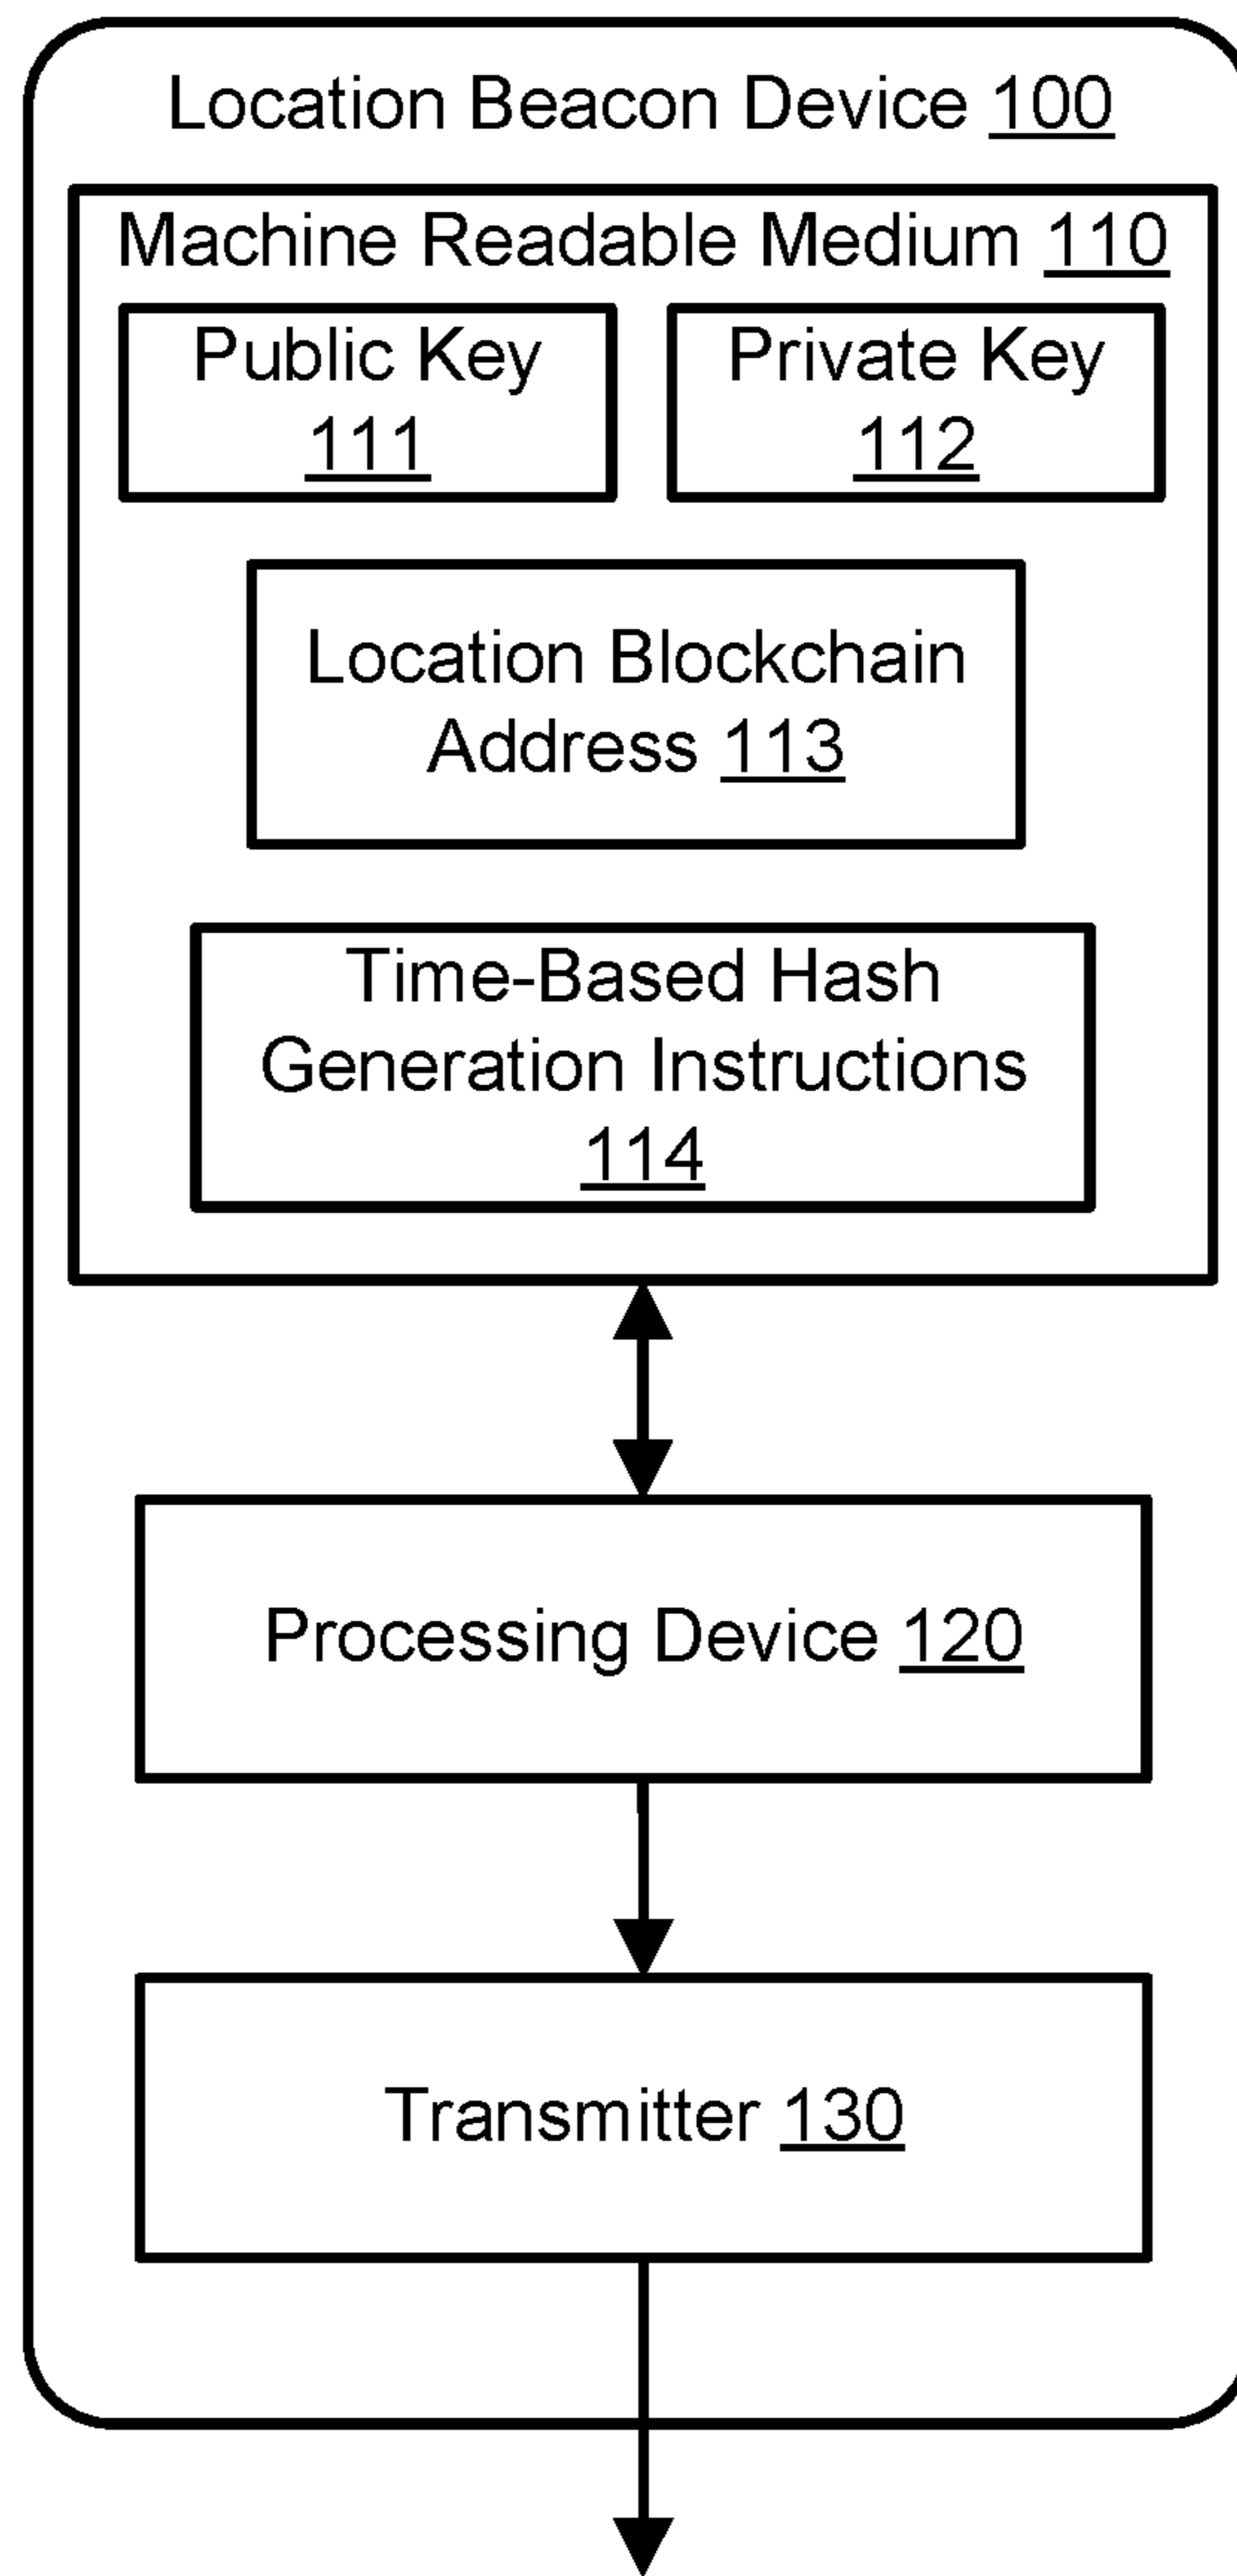 Location Beacon Device 100
Machine Readable Medium 110
Public Key
111
Private Key
112
Location Blockchain
Address 113
Time-Based Hash
Generation Instructions
114
Processing Device 120
Transmitter 130